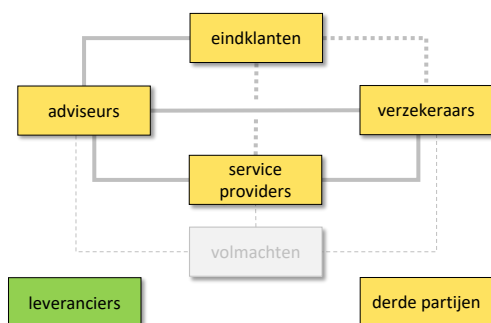 eindklanten
adviseurs
verzekeraars
service
providers
volmachten
leveranciers
derde partijen